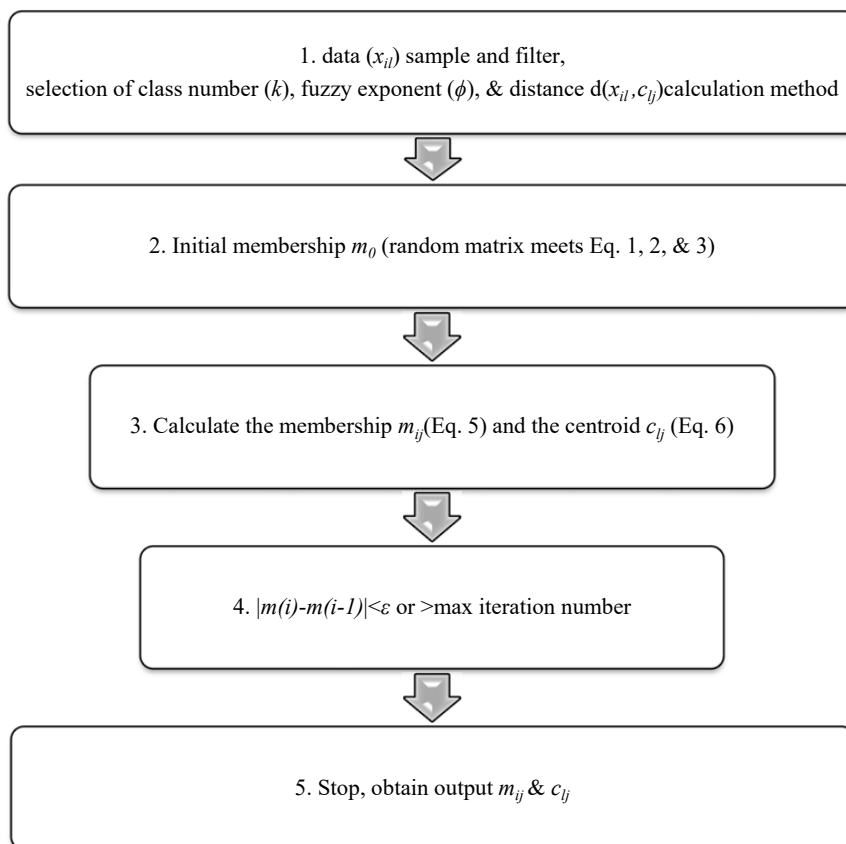 1. data (x_il) sample and filter,
selection of class number (k), fuzzy exponent (ϕ), & distance d(x_il,c_lj)calculation method
2. Initial membership m_0 (random matrix meets Eq. 1, 2, & 3)
3. Calculate the membership m_ij(Eq. 5) and the centroid c_lj (Eq. 6)
4. |m(i)-m(i-1)|<ε or >max iteration number
5. Stop, obtain output m_ij & c_lj